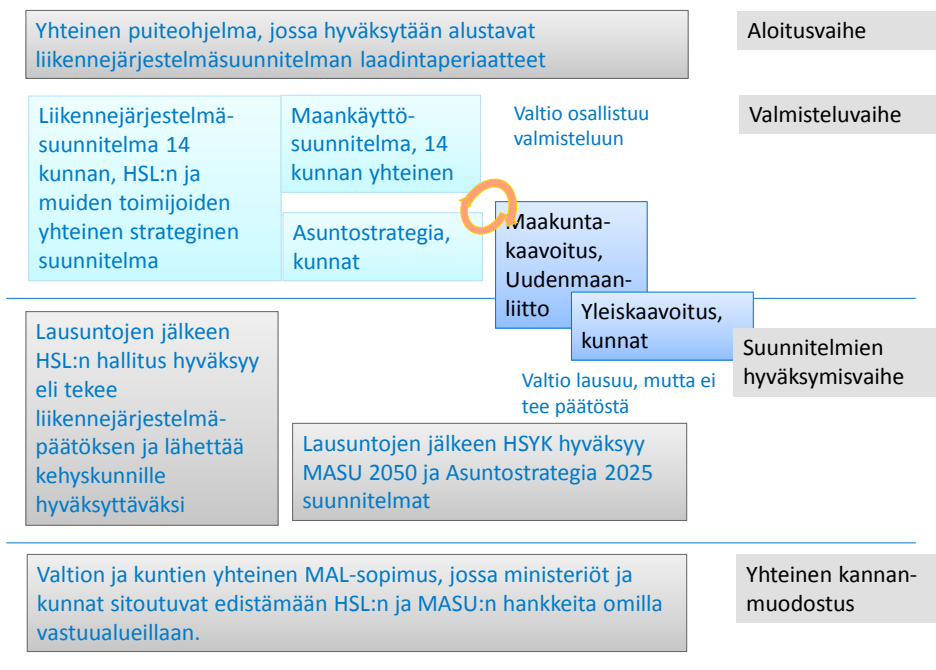 Yhteinen puiteohjelma, jossa hyväksytään alustavat
liikennejärjestelmäsuunnitelman laadintaperiaatteet
Aloitusvaihe
Liikennejärjestelmä-
suunnitelma 14
kunnan, HSL:n ja
muiden toimijoiden
yhteinen strateginen
suunnitelma
Maankäyttö-
suunnitelma, 14
kunnan yhteinen
Asuntostrategia,
kunnat
Valtio osallistuu
valmisteluun
Valmisteluvaihe
Maakunta-
kaavoitus,
Uudenmaan-
liitto
Yleiskaavoitus,
kunnat
Lausuntojen jälkeen
HSL:n hallitus hyväksyy
eli tekee
liikennejärjestelmä-
päätöksen ja lähettää
kehyskunnille
hyväksyttäväksi
Valtio lausuu, mutta ei
tee päätöstä
Suunnitelmien
hyväksymisvaihe
Lausuntojen jälkeen HSYK hyväksyy
MASU 2050 ja Asuntostrategia 2025
suunnitelmat
Valtion ja kuntien yhteinen MAL-sopimus, jossa ministeriöt ja
kunnat sitoutuvat edistämään HSL:n ja MASU:n hankkeita omilla
vastuualueillaan.
Yhteinen kannan-
muodostus